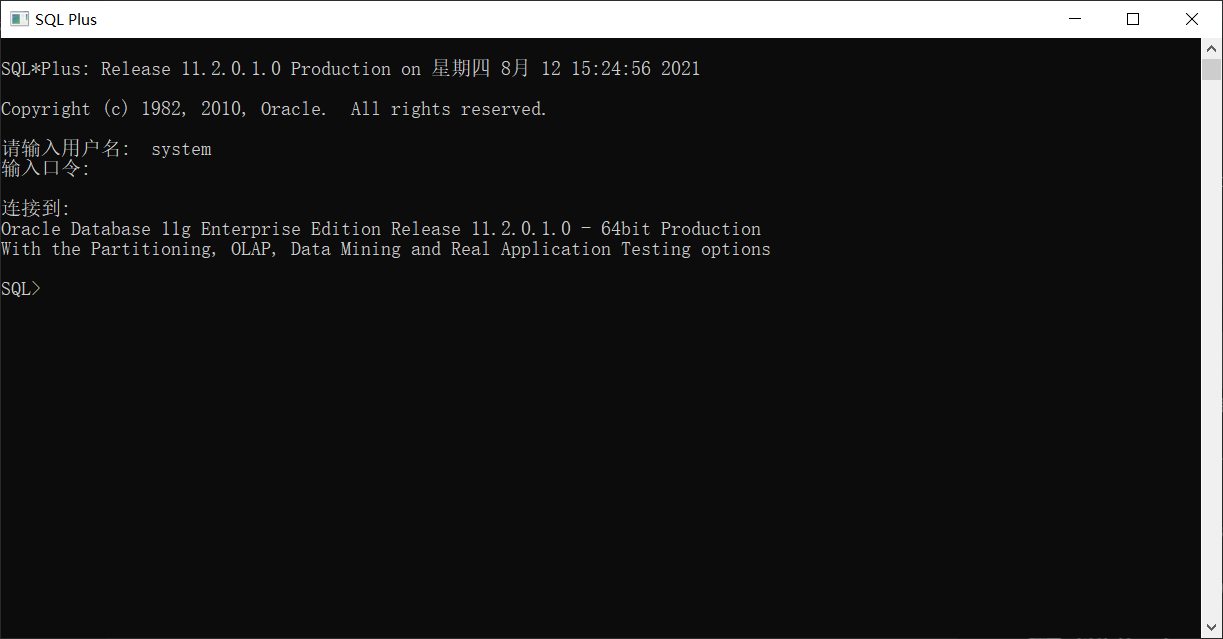 SQL Plus
SQL*Plus: Release 11.2.0.1.0 Production on 星期四 8月 12 15:24:56 2021
Copyright (c) 1982, 2010, Oracle.  All rights reserved.
请输入用户名:  system
输入口令:
连接到:
Oracle Database 11g Enterprise Edition Release 11.2.0.1.0 - 64bit Production
With the Partitioning, OLAP, Data Mining and Real Application Testing options
SQL>